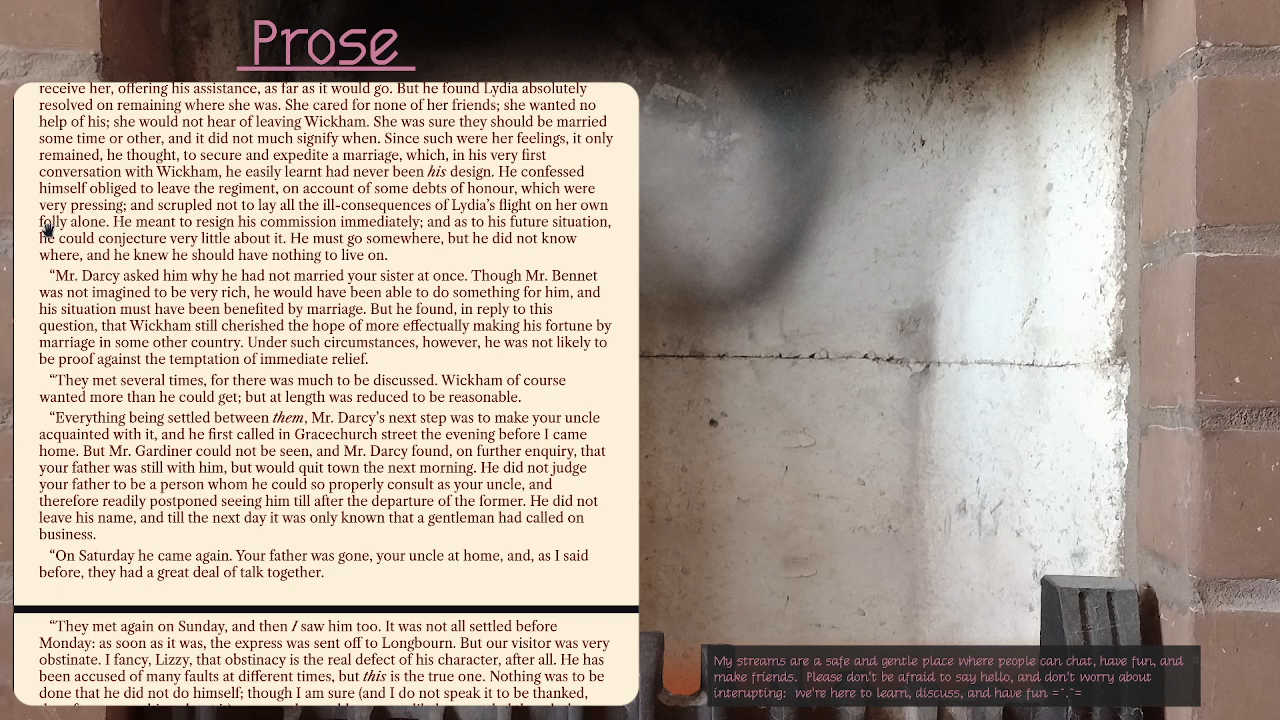 Prose
receive her, offering his assistance, as far as it would go. But he found Lydia absolutely
resolved on remaining where she was. She cared for none of her friends; she wanted no
help of his; she would not hear of leaving Wickham. She was sure they should be married
some time or other, and it did not much signify when. Since such were her feelings, it only
remained, he thought, to secure and expedite a marriage, which, in his very first
conversation with Wickham, he easily learnt had never been his design. He confessed
himself obliged to leave the regiment, on account of some debts of honour, which were
very pressing; and scrupled not to lay all the ill-consequences of Lydia’s flight on her own
folly alone. He meant to resign his commission immediately; and as to his future situation,
he could conjecture very little about it. He must go somewhere, but he did not know
where, and he knew he should have nothing to live on.
“Mr. Darcy asked him why he had not married your sister at once. Though Mr. Bennet
was not imagined to be very rich, he would have been able to do something for him, and
his situation must have been benefited by marriage. But he found, in reply to this
question, that Wickham still cherished the hope of more effectually making his fortune by
marriage in some other country. Under such circumstances, however, he was not likely to
be proof against the temptation of immediate relief.
“They met several times, for there was much to be discussed. Wickham of course
wanted more than he could get; but at length was reduced to be reasonable.
“Everything being settled between them, Mr. Darcy’s next step was to make your uncle
acquainted with it, and he first called in Gracechurch street the evening before I came
home. But Mr. Gardiner could not be seen, and Mr. Darcy found, on further enquiry, that
your father was still with him, but would quit town the next morning. He did not judge
your father to be a person whom he could so properly consult as your uncle, and
therefore readily postponed seeing him till after the departure of the former. He did not
leave his name, and till the next day it was only known that a gentleman had called on
business.
“On Saturday he came again. Your father was gone, your uncle at home, and, as I said
before, they had a great deal of talk together.
“They met again on Sunday, and then I saw him too. It was not all settled before
Monday: as soon as it was, the express was sent off to Longbourn. But our visitor was very
obstinate. I fancy, Lizzy, that obstinacy is the real defect of his character, after all. He has
been accused of many faults at different times, but this is the true one. Nothing was to be
done that he did not do himself; though I am sure (and I do not speak it to be thanked,
My streams are a safe and gentle place where people can chat, have fun, and
make friends. Please don't be afraid to say hello, and don't worry about
interupting: we're here to learn, discuss, and have fun =^.^=